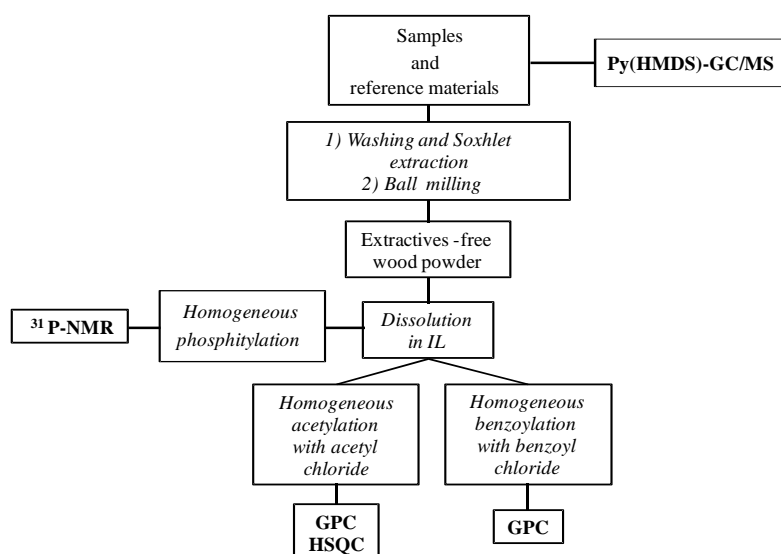 Samples
and
reference materials
Py(HMDS)-GC/MS
1) Washing and Soxhlet
extraction
2) Ball milling
Extractives -free
wood powder
31 P-NMR
Homogeneous
phosphitylation
Dissolution
in IL
Homogeneous
acetylation
with acetyl
chloride
Homogeneous
benzoylation
with benzoyl
chloride
GPC
HSQC
GPC